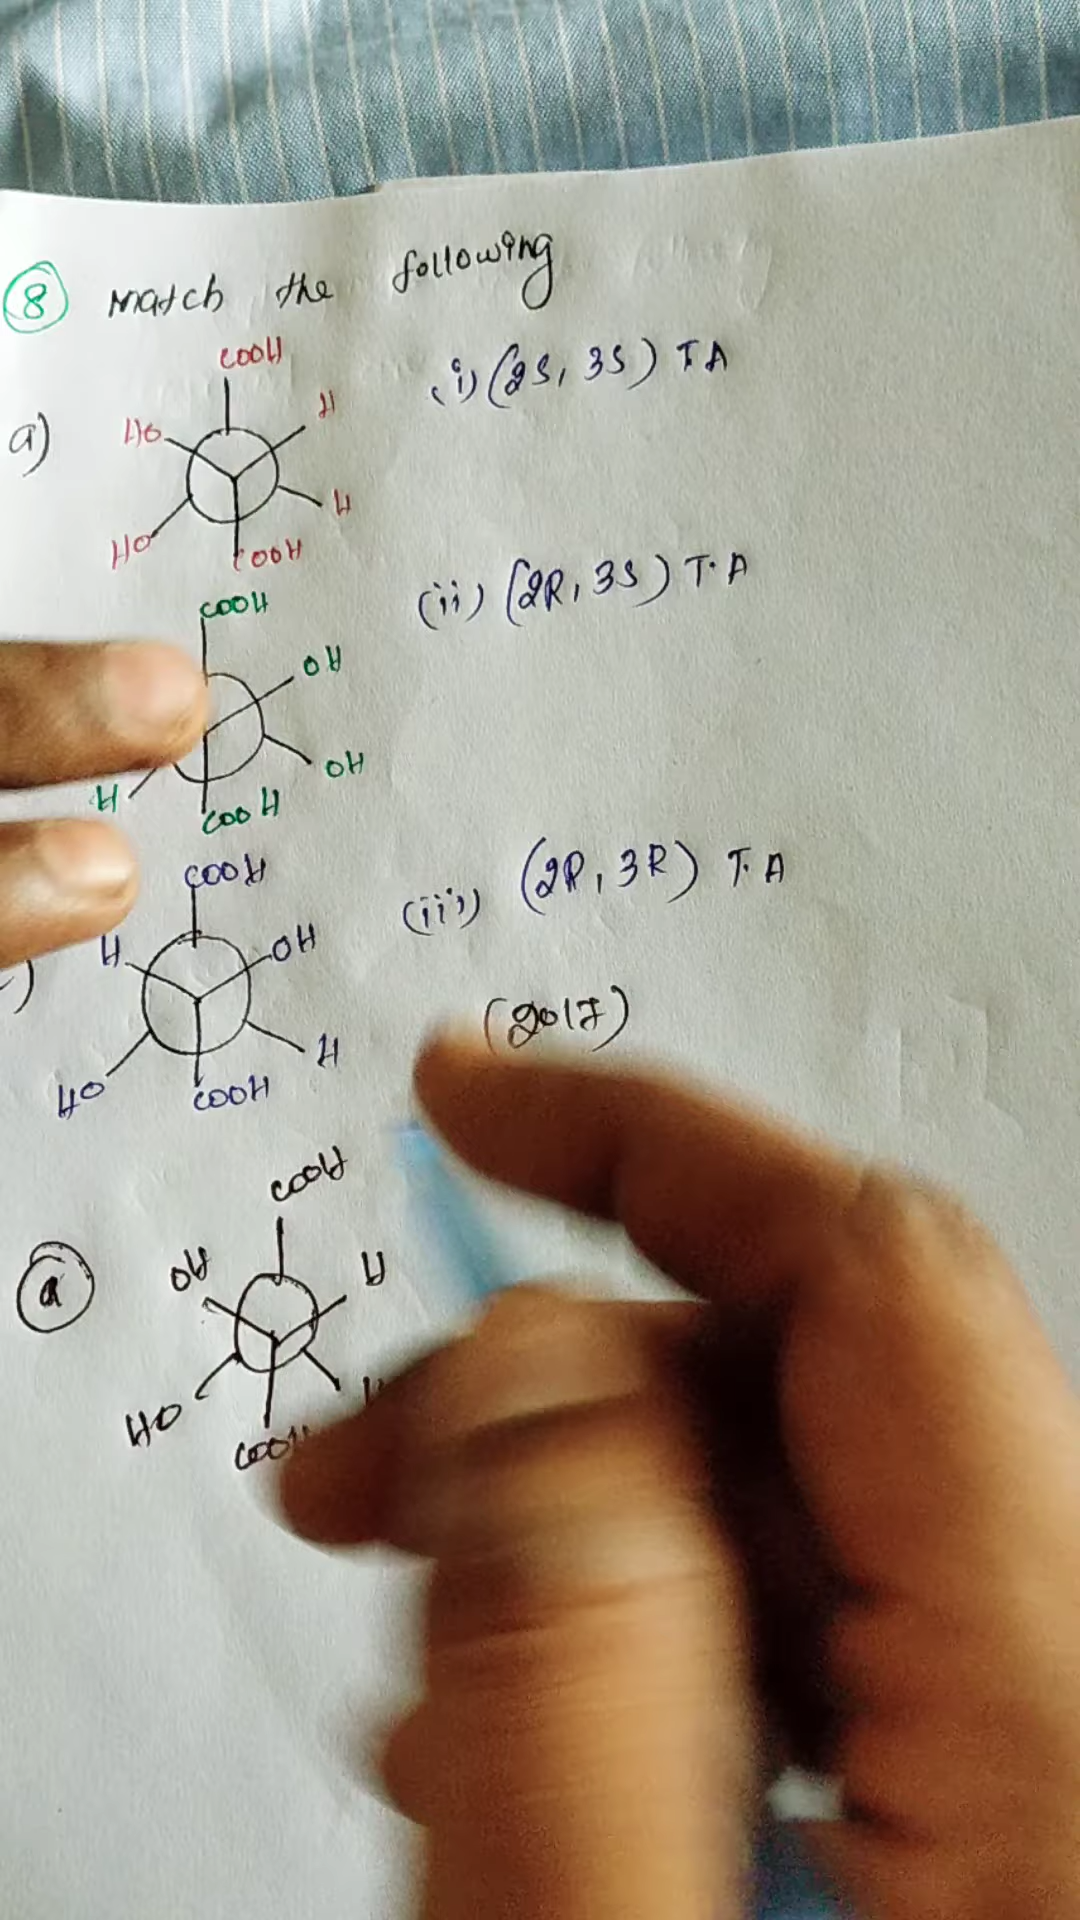 8 Match the following
COOH
(i) (2S, 3S) T.A
a) HO H
HO H
COOH
COOH
(ii) (2R, 3S) T.A
OH
OH
H
COOH
COOH
(iii) (2R, 3R) T.A
H OH
(2017)
HO H
COOH
COOH
a OH H
HO
COOH